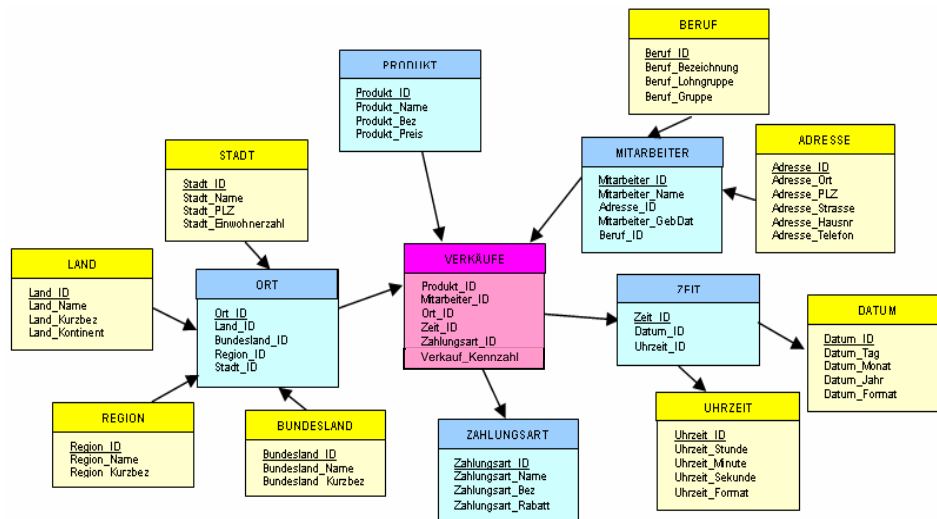 BERUF
Beruf_ID
Beruf_Bezeichnung
Beruf_Lohngruppe
Beruf_Gruppe
PRODUKT
Produkt_ID
Produkt_Name
Produkt_Bez
Produkt_Preis
STADT
Stadt_ID
Stadt_Name
Stadt_PLZ
Stadt_Einwohnerzahl
MITARBEITER
Mitarbeiter_ID
Mitarbeiter_Name
Adresse_ID
Mitarbeiter_GebDat
Beruf_ID
ADRESSE
Adresse_ID
Adresse_Ort
Adresse_PLZ
Adresse_Strasse
Adresse_Hausnr
Adresse_Telefon
LAND
Land_ID
Land_Name
Land_Kurzbez
Land_Kontinent
ORT
Ort_ID
Land_ID
Bundesland_ID
Region_ID
Stadt_ID
VERKÄUFE
Produkt_ID
Mitarbeiter_ID
Ort_ID
Zeit_ID
Zahlungsart_ID
Verkauf_Kennzahl
ZEIT
Zeit_ID
Datum_ID
Uhrzeit_ID
DATUM
Datum_ID
Datum_Tag
Datum_Monat
Datum_Jahr
Datum_Format
REGION
Region_ID
Region_Name
Region_Kurzbez
BUNDESLAND
Bundesland_ID
Bundesland_Name
Bundesland_Kurzbez
ZAHLUNGSART
Zahlungsart_ID
Zahlungsart_Name
Zahlungsart_Bez
Zahlungsart_Rabatt
UHRZEIT
Uhrzeit_ID
Uhrzeit_Stunde
Uhrzeit_Minute
Uhrzeit_Sekunde
Uhrzeit_Format